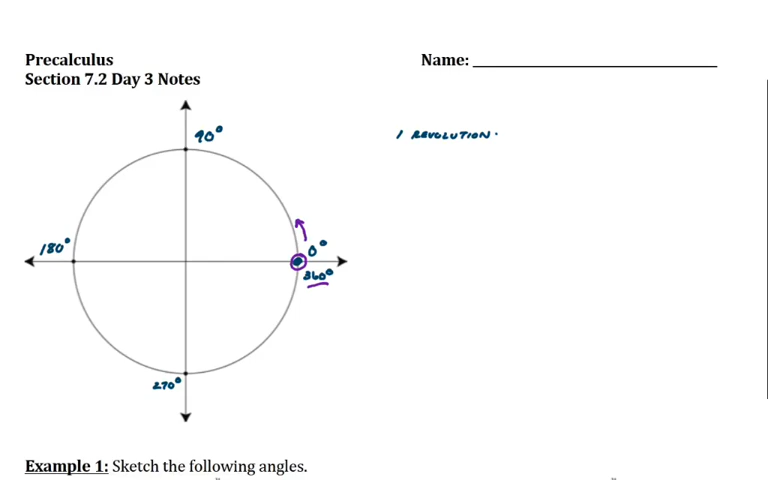 Precalculus
Name:
Section 7.2 Day 3 Notes
90°
1 REVOLUTION.
180°
0°
360°
270°
Example 1: Sketch the following angles.